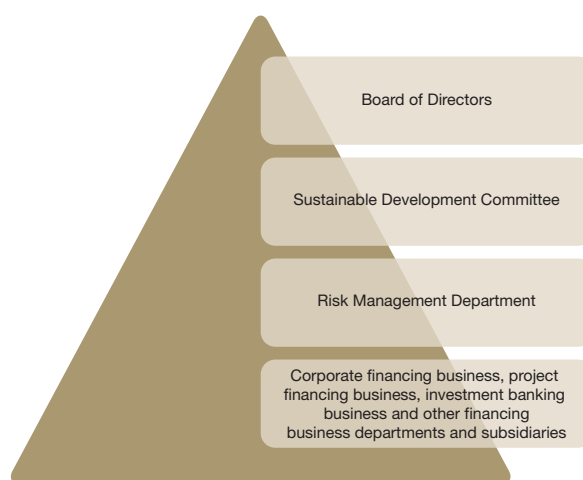 Board of Directors
Sustainable Development Committee
Risk Management Department
Corporate financing business, project
financing business, investment banking
business and other financing
business departments and subsidiaries